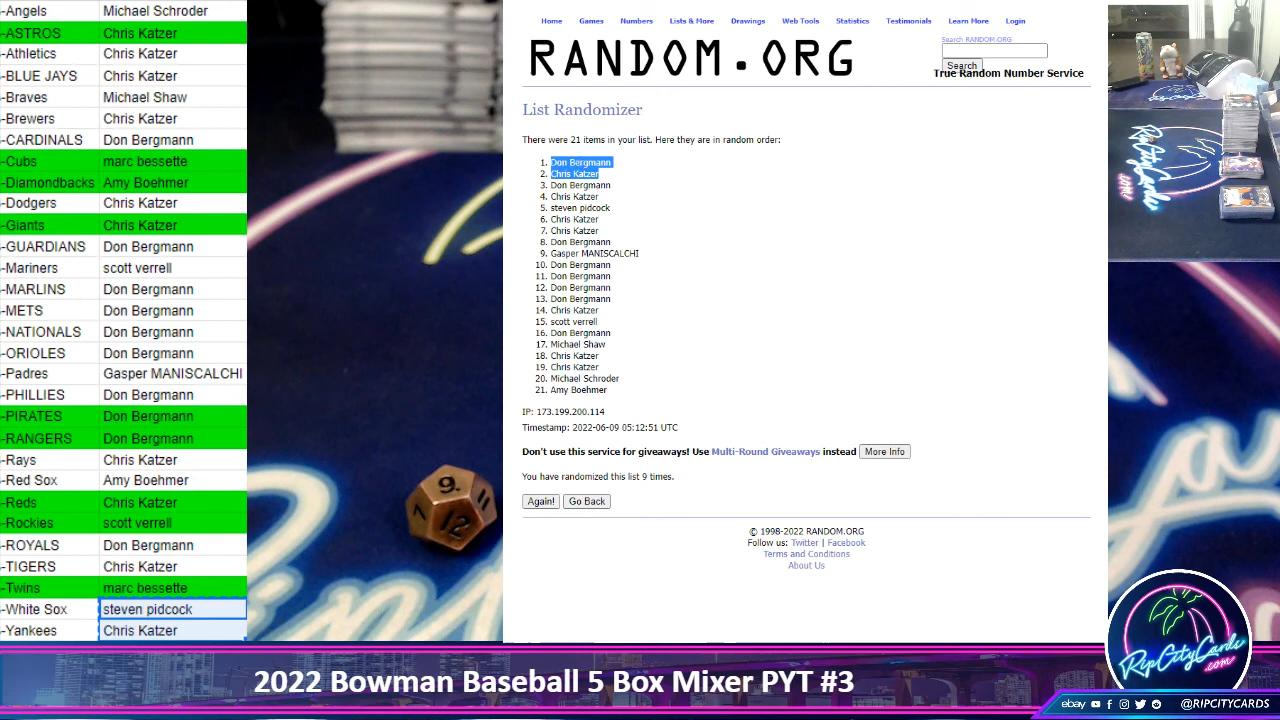 -Angels Michael Schroder
-ASTROS Chris Katzer
-Athletics Chris Katzer
-BLUE JAYS Chris Katzer
-Braves Michael Shaw
-Brewers Chris Katzer
-CARDINALS Don Bergmann
-Cubs marc bessette
-Diamondbacks Amy Boehmer
-Dodgers Chris Katzer
-Giants Chris Katzer
-GUARDIANS Don Bergmann
-Mariners scott verrell
-MARLINS Don Bergmann
-METS Don Bergmann
-NATIONALS Don Bergmann
-ORIOLES Don Bergmann
-Padres Gasper MANISCALCHI
-PHILLIES Don Bergmann
-PIRATES Don Bergmann
-RANGERS Don Bergmann
-Rays Chris Katzer
-Red Sox Amy Boehmer
-Reds Chris Katzer
-Rockies scott verrell
-ROYALS Don Bergmann
-TIGERS Chris Katzer
-Twins marc bessette
-White Sox steven pidcock
-Yankees Chris Katzer
9.
11
7
12
Home Games Numbers Lists & More Drawings Web Tools Statistics Testimonials Learn More Login
RANDOM.ORG
Search RANDOM.ORG
Search
True Random Number Service
List Randomizer
There were 21 items in your list. Here they are in random order:
1. Don Bergmann
2. Chris Katzer
3. Don Bergmann
4. Chris Katzer
5. steven pidcock
6. Chris Katzer
7. Chris Katzer
8. Don Bergmann
9. Gasper MANISCALCHI
10. Don Bergmann
11. Don Bergmann
12. Don Bergmann
13. Don Bergmann
14. Chris Katzer
15. scott verrell
16. Don Bergmann
17. Michael Shaw
18. Chris Katzer
19. Chris Katzer
20. Michael Schroder
21. Amy Boehmer
IP: 173.199.200.114
Timestamp: 2022-06-09 05:12:51 UTC
Don't use this service for giveaways! Use Multi-Round Giveaways instead More Info
You have randomized this list 9 times.
Again! Go Back
© 1998-2022 RANDOM.ORG
Follow us: Twitter | Facebook
Terms and Conditions
About Us
RipCityCards
.com
2022 Bowman Baseball 5 Box Mixer PYT #3
RipCityCards
.com
ebay @RIPCITYCARDS